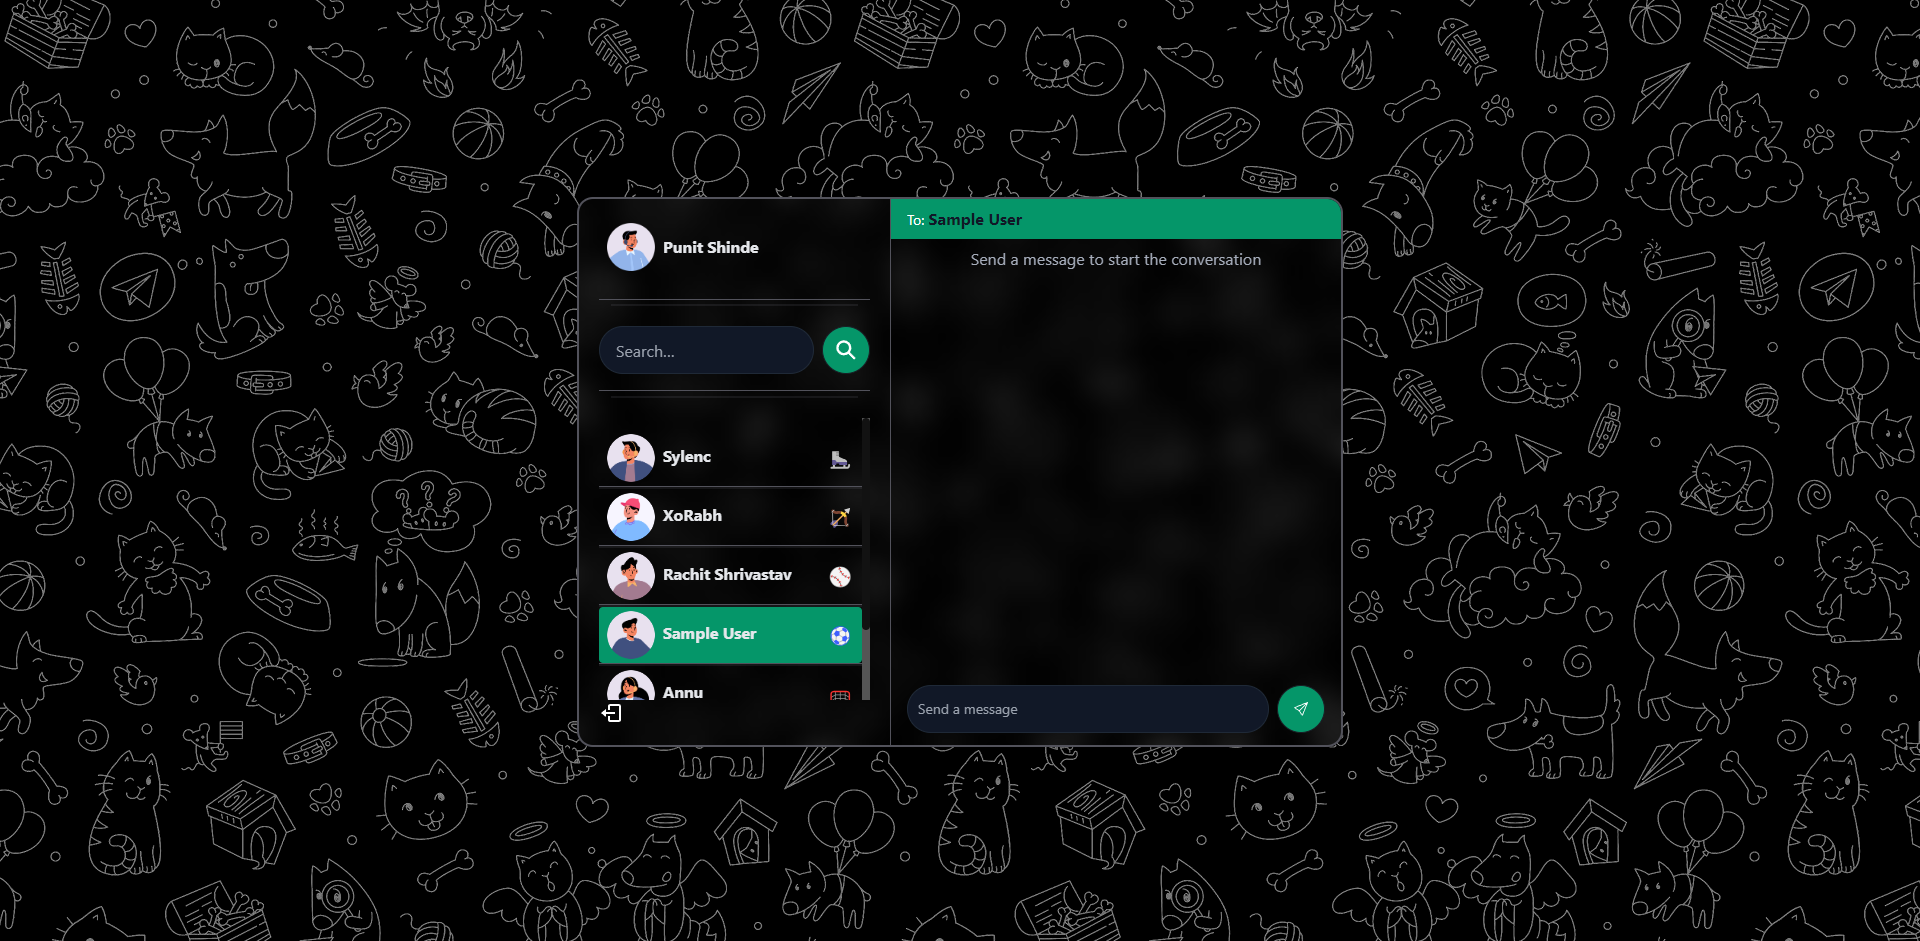 Punit Shinde
Search...
Sylenc
XoRabh
Rachit Shrivastav
Sample User
Annu
To: Sample User
Send a message to start the conversation
Send a message